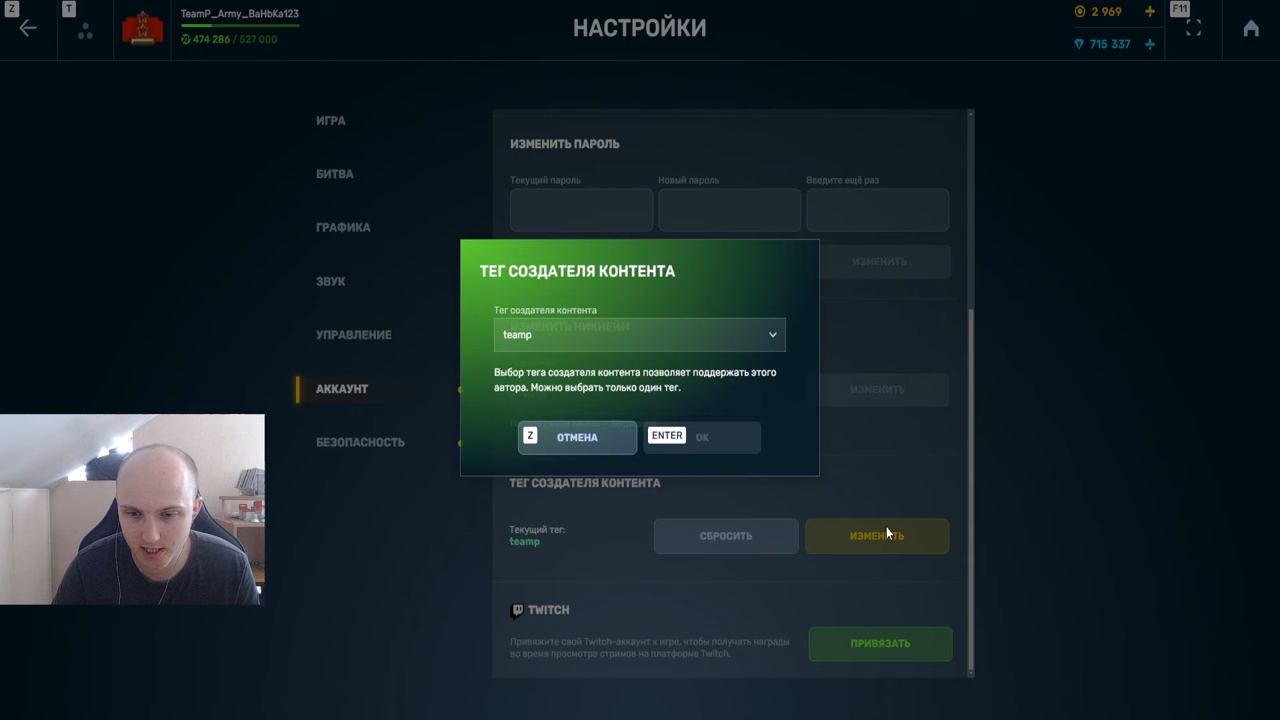 Z
T
TeamP_Army_BaHbKa123
474 286 / 527 000
НАСТРОЙКИ
2 969
715 337
F11
ИГРА
БИТВА
ГРАФИКА
ЗВУК
УПРАВЛЕНИЕ
АККАУНТ
БЕЗОПАСНОСТЬ
ИЗМЕНИТЬ ПАРОЛЬ
Текущий пароль
Новый пароль
Введите ещё раз
ИЗМЕНИТЬ
ТЕГ СОЗДАТЕЛЯ КОНТЕНТА
Тег создателя контента
ИЗМЕНИТЬ НИКНЕЙМ
teamp
Выбор тега создателя контента позволяет поддержать этого
автора. Можно выбрать только один тег.
ИЗМЕНИТЬ
Z ОТМЕНА
ENTER OK
ТЕГ СОЗДАТЕЛЯ КОНТЕНТА
Текущий тег:
teamp
СБРОСИТЬ
ИЗМЕНИТЬ
TWITCH
Привяжите свой Twitch-аккаунт к игре, чтобы получать награды
во время просмотра стримов на платформе Twitch.
ПРИВЯЗАТЬ